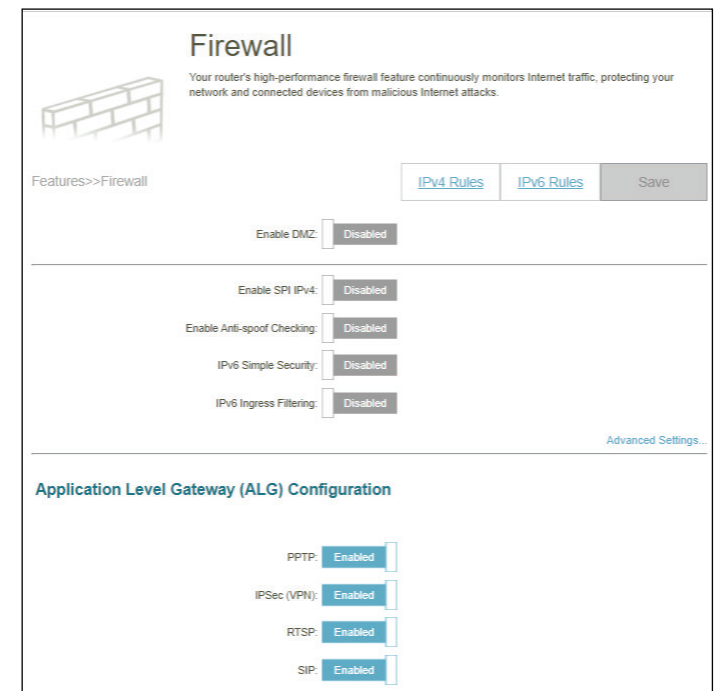 Firewall
Your router's high-performance firewall feature continuously monitors Internet traffic, protecting your
network and connected devices from malicious Internet attacks.
Features>>Firewall
IPv4 Rules
IPv6 Rules
Save
Enable DMZ: Disabled
Enable SPI IPv4: Disabled
Enable Anti-spoof Checking: Disabled
IPv6 Simple Security: Disabled
IPv6 Ingress Filtering: Disabled
Advanced Settings...
Application Level Gateway (ALG) Configuration
PPTP: Enabled
IPSec (VPN): Enabled
RTSP: Enabled
SIP: Enabled